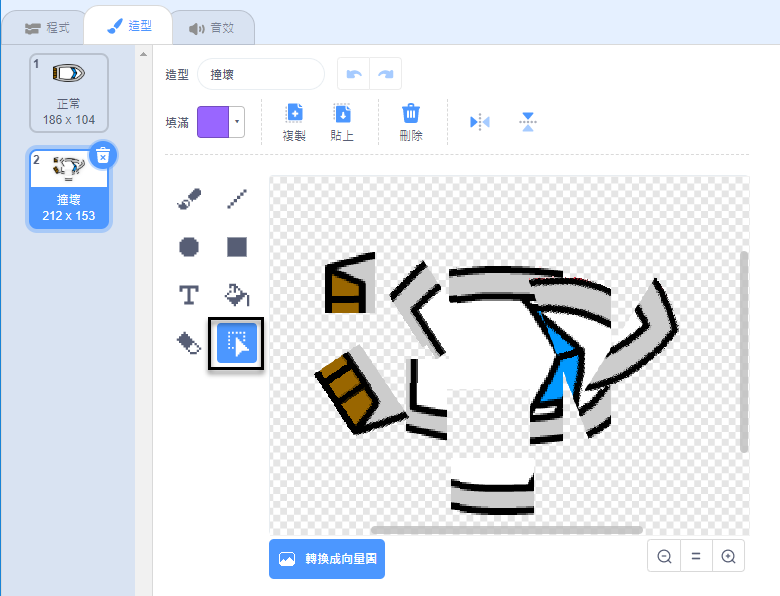 程式
造型
音效
1
正常
186 x 104
2
撞壞
212 x 153
造型
撞壞
填滿
複製
貼上
刪除
T
轉換成向量圖